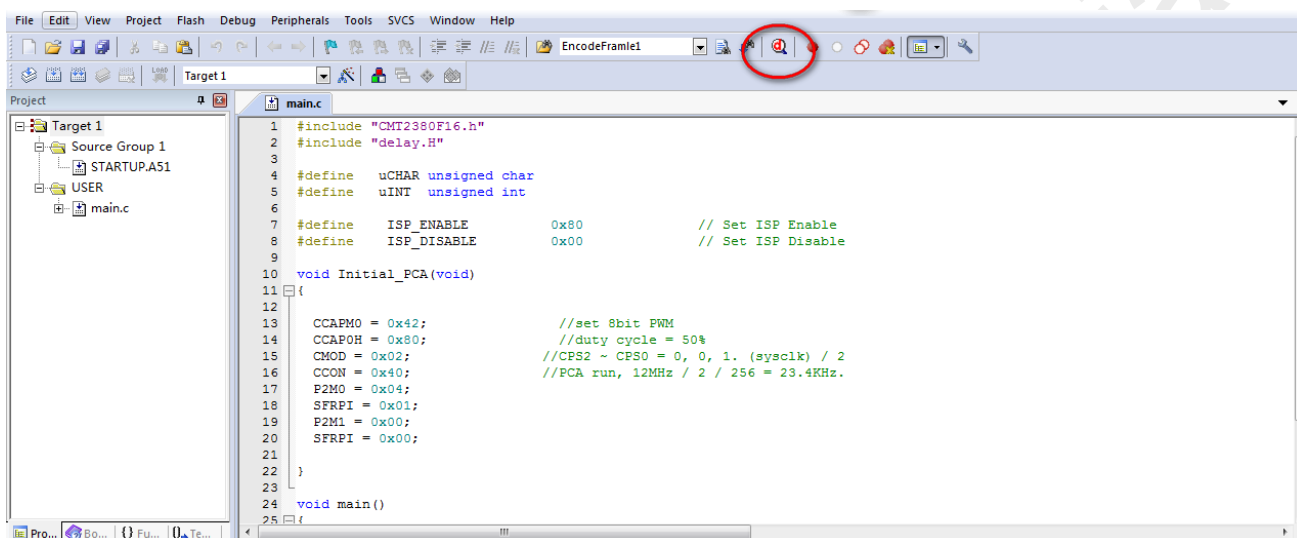 File Edit View Project Flash Debug Peripherals Tools SVCS Window Help
EncodeFramle1
Target 1
Project
main.c
Target 1
Source Group 1
STARTUP.A51
USER
main.c
1 #include "CMT2380F16.h"
2 #include "delay.H"
3
4 #define uCHAR unsigned char
5 #define uINT unsigned int
6
7 #define ISP_ENABLE 0x80 // Set ISP Enable
8 #define ISP_DISABLE 0x00 // Set ISP Disable
9
10 void Initial_PCA(void)
11 {
12
13 CCAPM0 = 0x42; //set 8bit PWM
14 CCAP0H = 0x80; //duty cycle = 50%
15 CMOD = 0x02; //CPS2 ~ CPS0 = 0, 0, 1. (sysclk) / 2
16 CCON = 0x40; //PCA run, 12MHz / 2 / 256 = 23.4KHz.
17 P2M0 = 0x04;
18 SFRPI = 0x01;
19 P2M1 = 0x00;
20 SFRPI = 0x00;
21
22 }
23
24 void main()
25 {
Pro... Bo... {} Fu... Te...